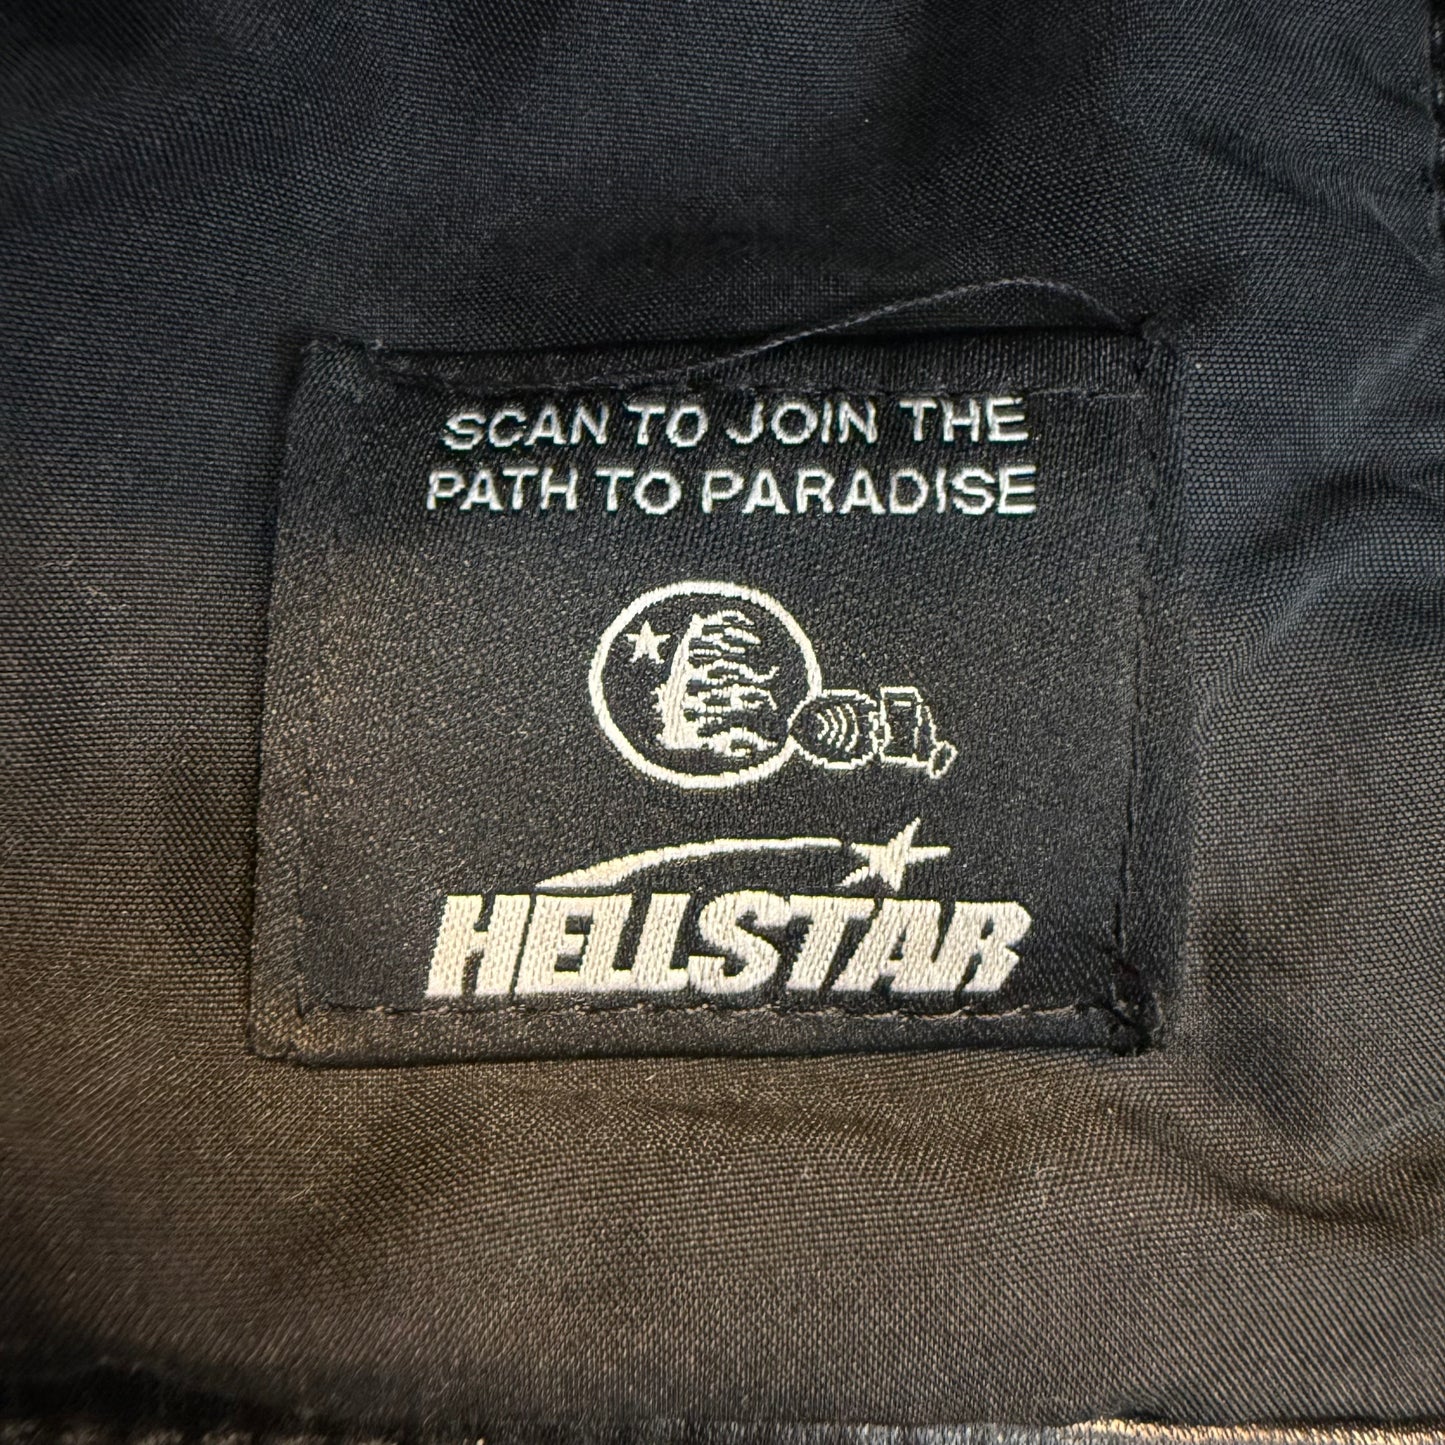 SCAN TO JOIN THE
PATH TO PARADISE
HELLSTAR